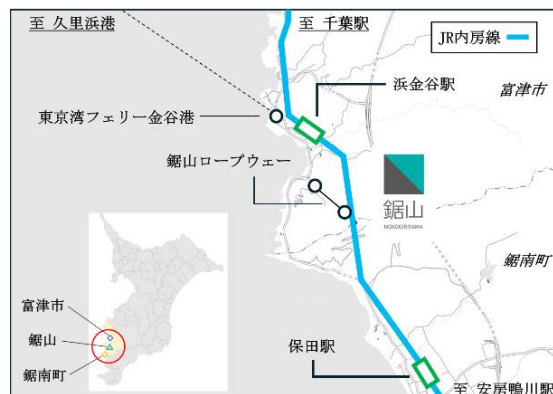 至 久里浜港
至 千葉駅
JR内房線
浜金谷駅
富津市
東京湾フェリー金谷港
鋸山ロープウェー
鋸山
NOKOGIRIYAMA
鋸南町
富津市
鋸山
鋸南町
保田駅
至 安房鴨川駅